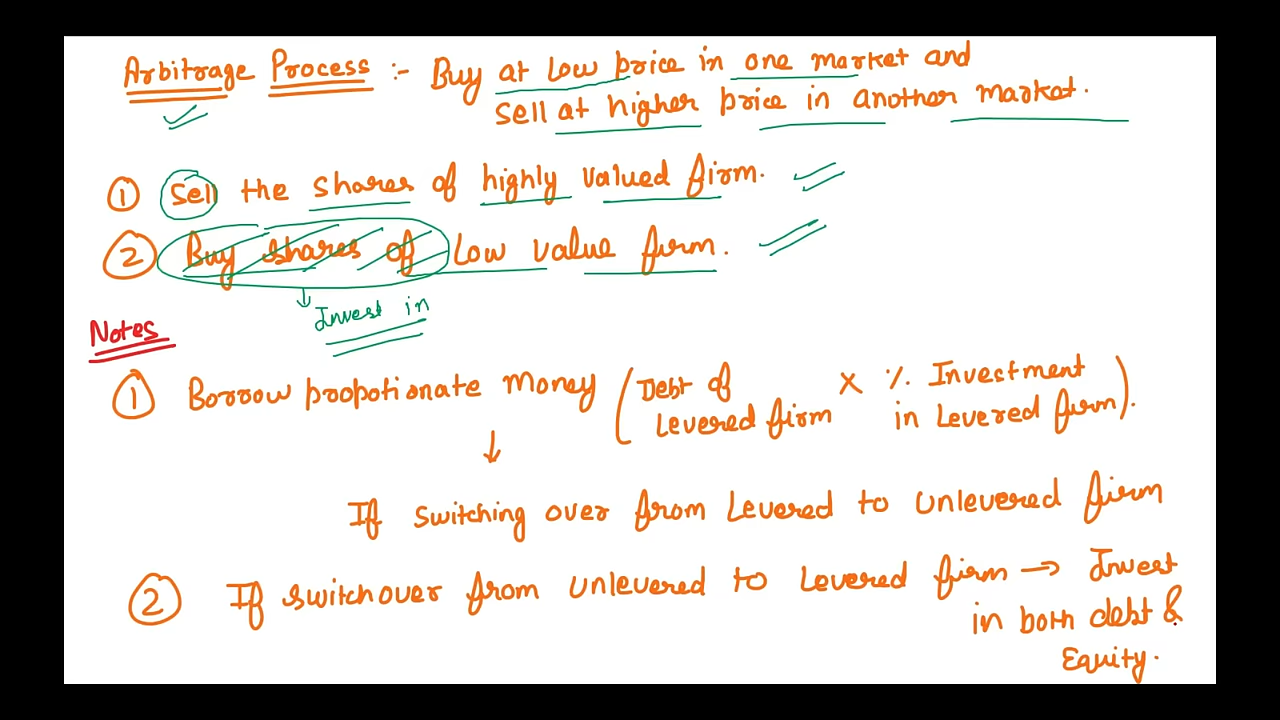 Arbitrage Process :- Buy at low price in one market and
sell at higher price in another market.
① Sell the shares of highly valued firm.
② Buy shares of Low value firm.
↓ Invest in
Notes
① Borrow propotionate Money (Debt of Levered firm × % Investment in Levered firm).
↓
If switching over from Levered to unlevered firm
② If switchover from unlevered to Levered firm → Invest
in both debt &
Equity.